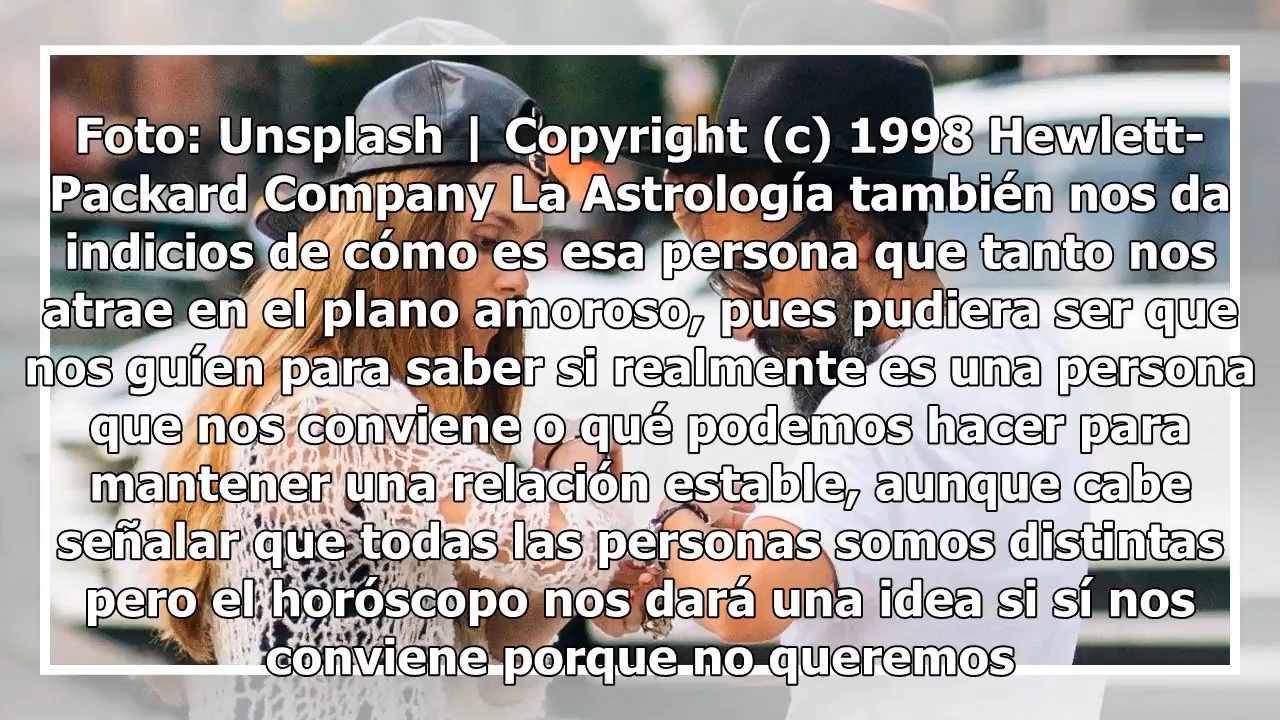 Foto: Unsplash | Copyright (c) 1998 Hewlett-
Packard Company La Astrología también nos da
indicios de cómo es esa persona que tanto nos
atrae en el plano amoroso, pues pudiera ser que
nos guíen para saber si realmente es una persona
que nos conviene o qué podemos hacer para
mantener una relación estable, aunque cabe
señalar que todas las personas somos distintas
pero el horóscopo nos dará una idea si sí nos
conviene porque no queremos